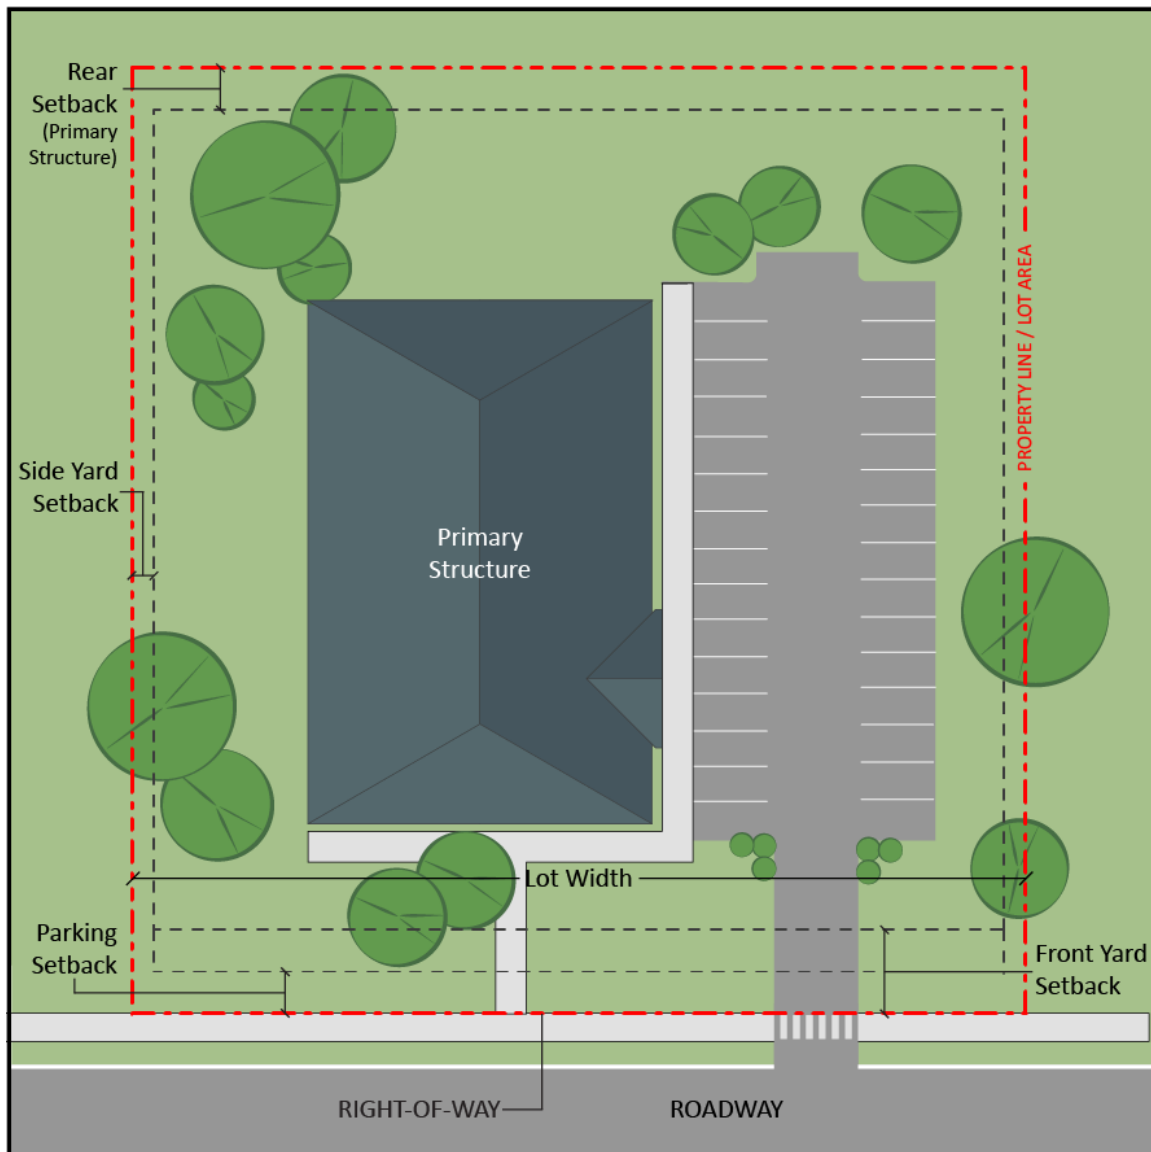 Rear
Setback
(Primary
Structure)
PROPERTY LINE / LOT AREA
Side Yard
Setback
Primary
Structure
Lot Width
Parking
Setback
Front Yard
Setback
RIGHT-OF-WAY
ROADWAY